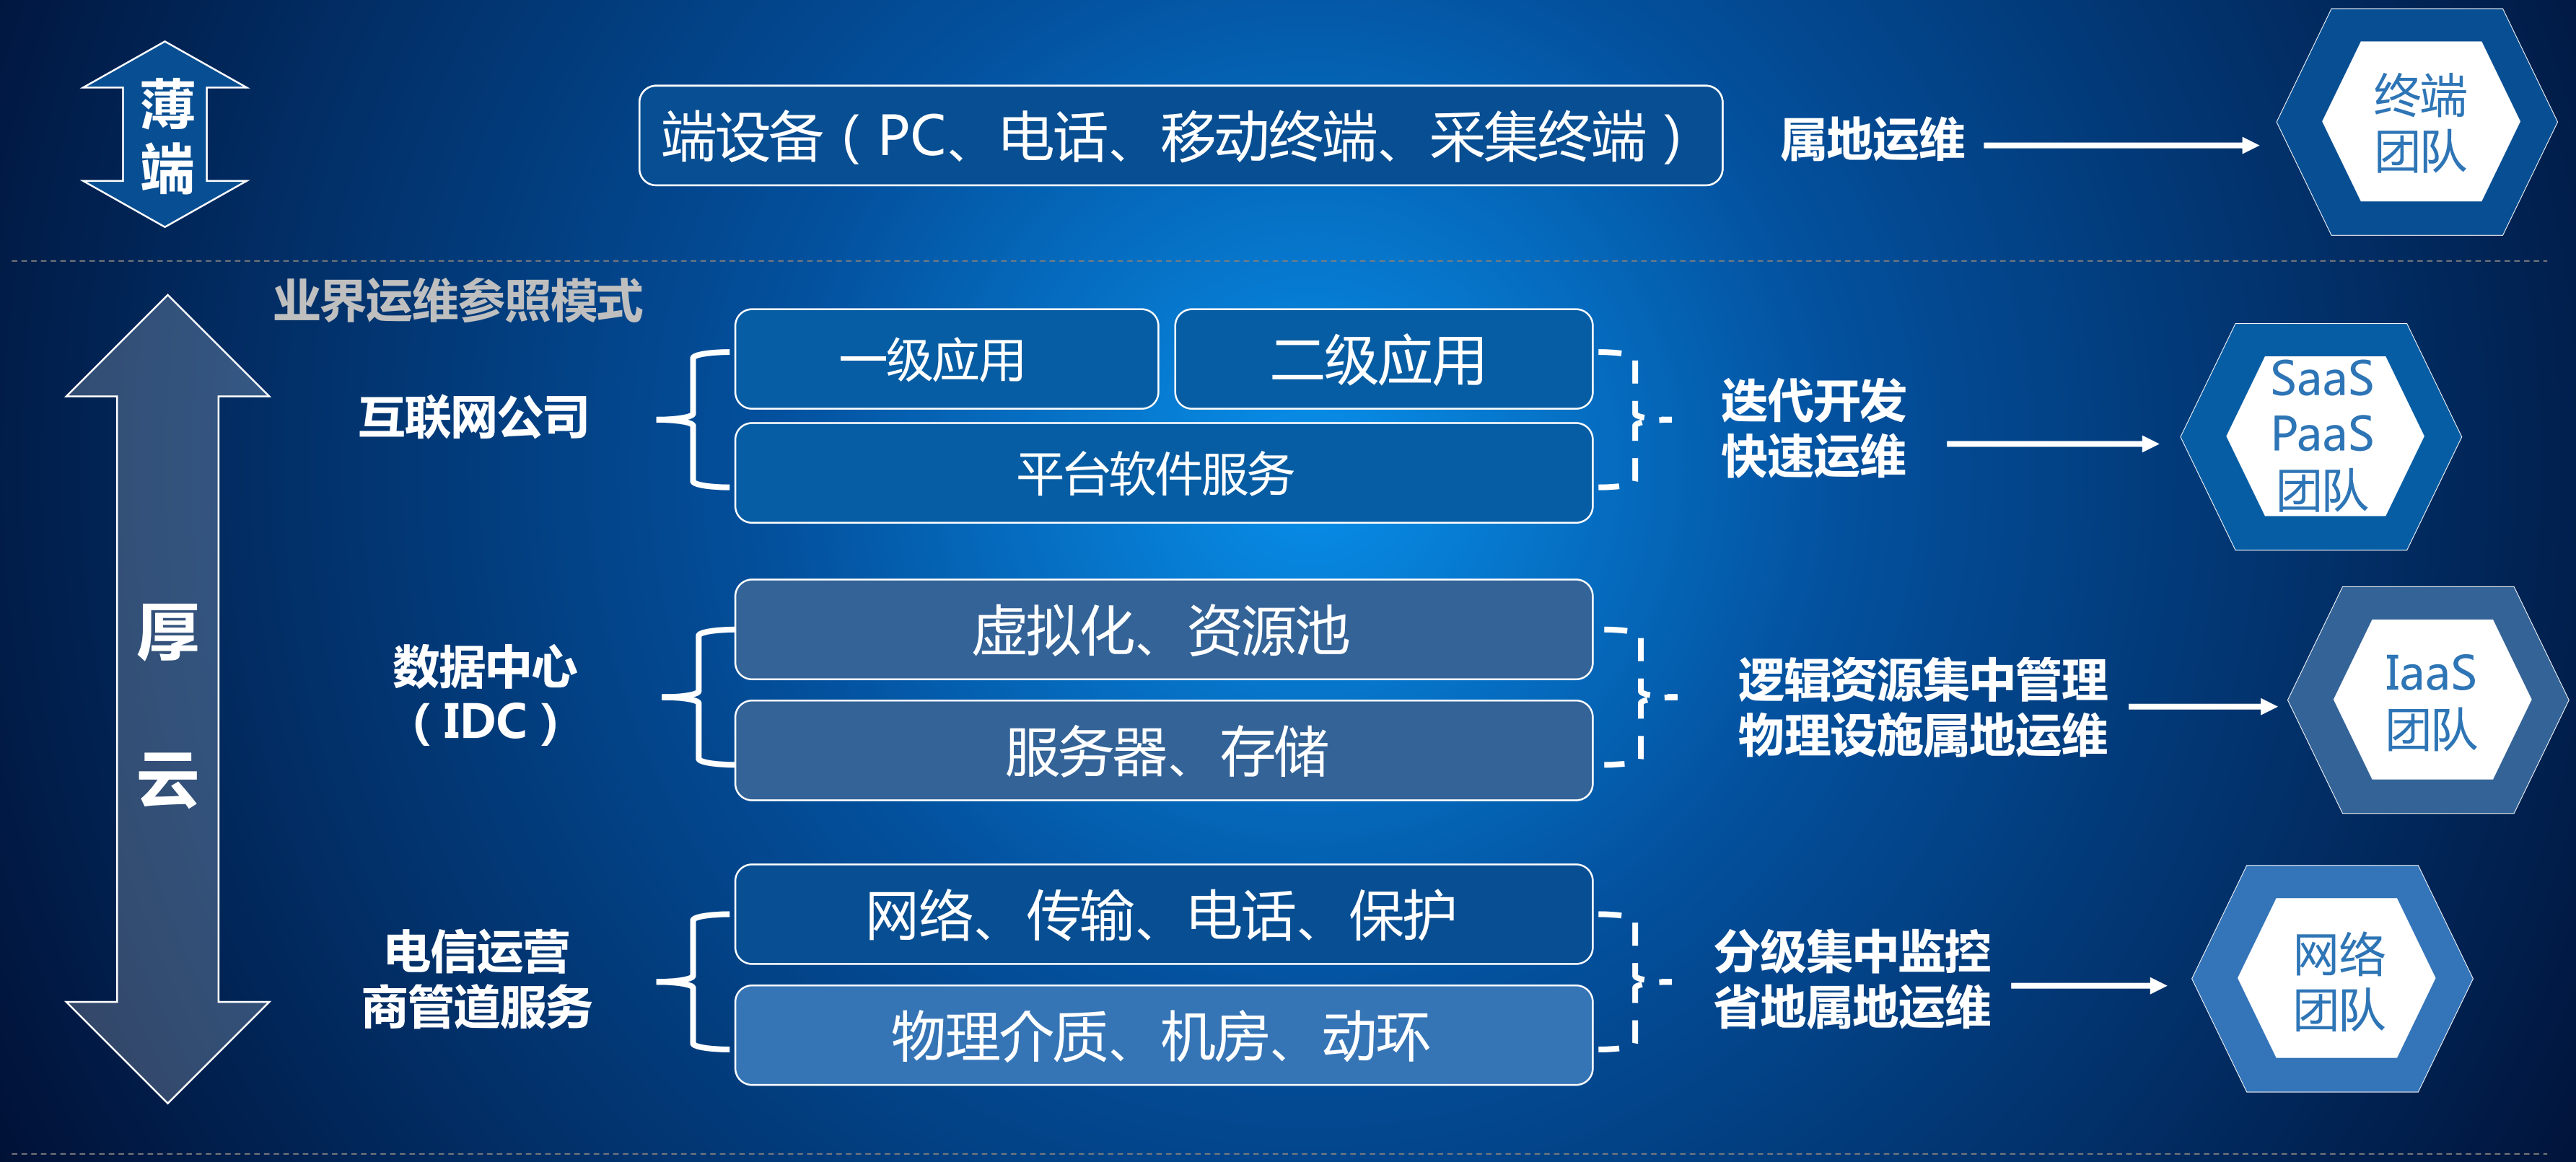 薄
端
端设备（PC、电话、移动终端、采集终端）
属地运维
终端
团队
业界运维参照模式
厚
云
互联网公司
一级应用
二级应用
平台软件服务
迭代开发
快速运维
SaaS
PaaS
团队
数据中心
（IDC）
虚拟化、资源池
服务器、存储
逻辑资源集中管理
物理设施属地运维
IaaS
团队
电信运营
商管道服务
网络、传输、电话、保护
物理介质、机房、动环
分级集中监控
省地属地运维
网络
团队